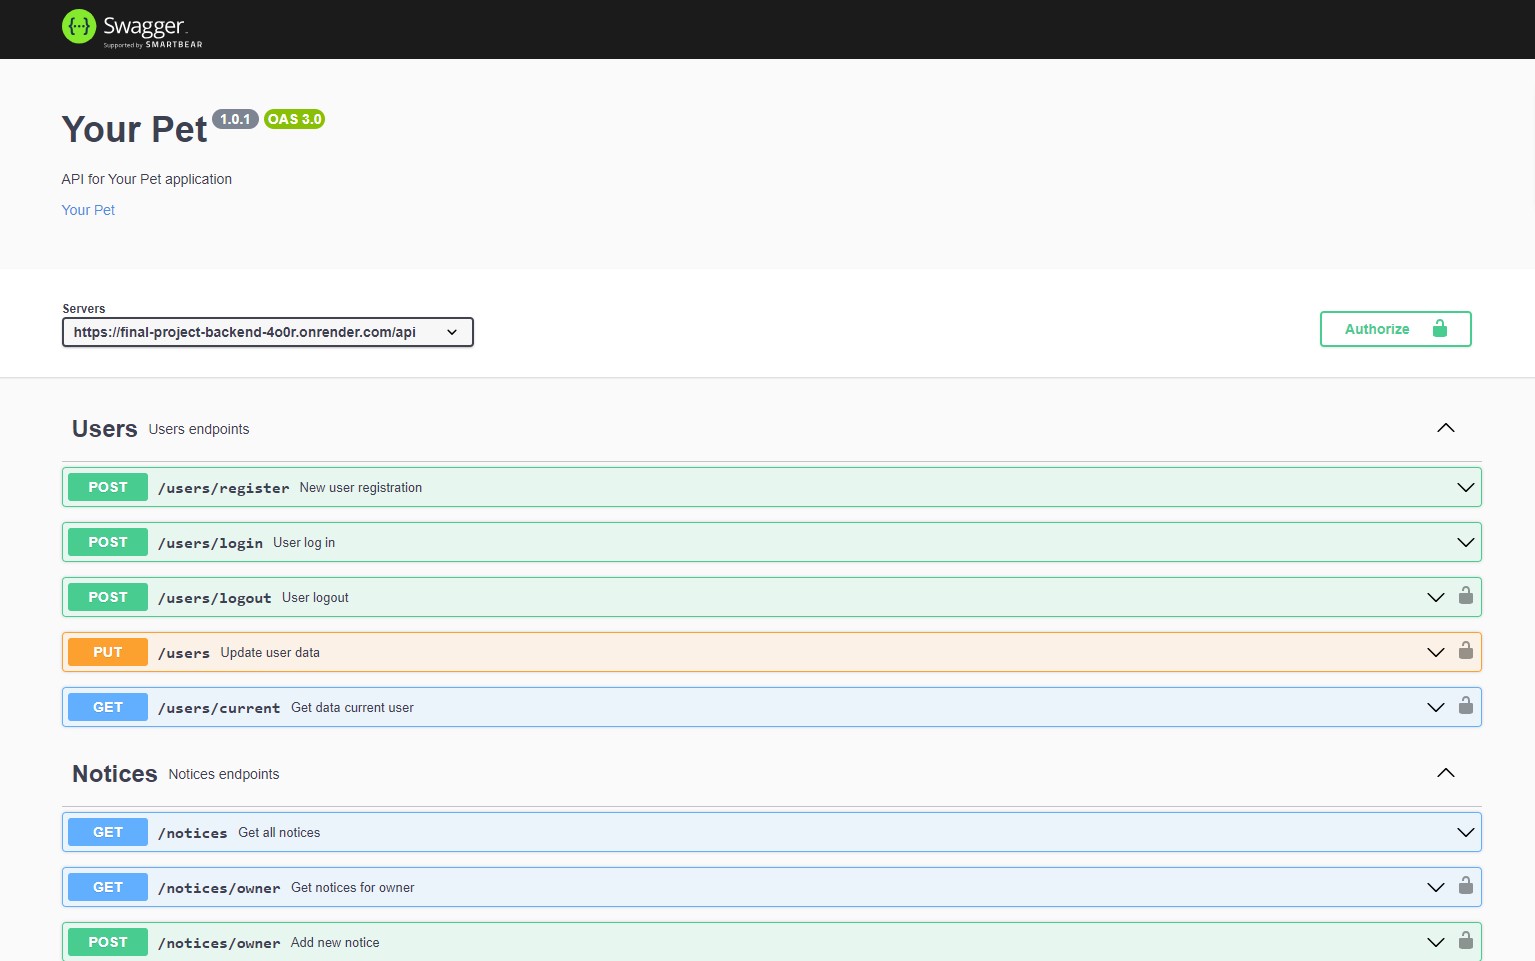 Swagger
Supported by SMARTBEAR
Your Pet 1.0.1 OAS 3.0
API for Your Pet application
Your Pet
Servers
https://final-project-backend-4o0r.onrender.com/api
Authorize
Users Users endpoints
POST /users/register New user registration
POST /users/login User log in
POST /users/logout User logout
PUT /users Update user data
GET /users/current Get data current user
Notices Notices endpoints
GET /notices Get all notices
GET /notices/owner Get notices for owner
POST /notices/owner Add new notice